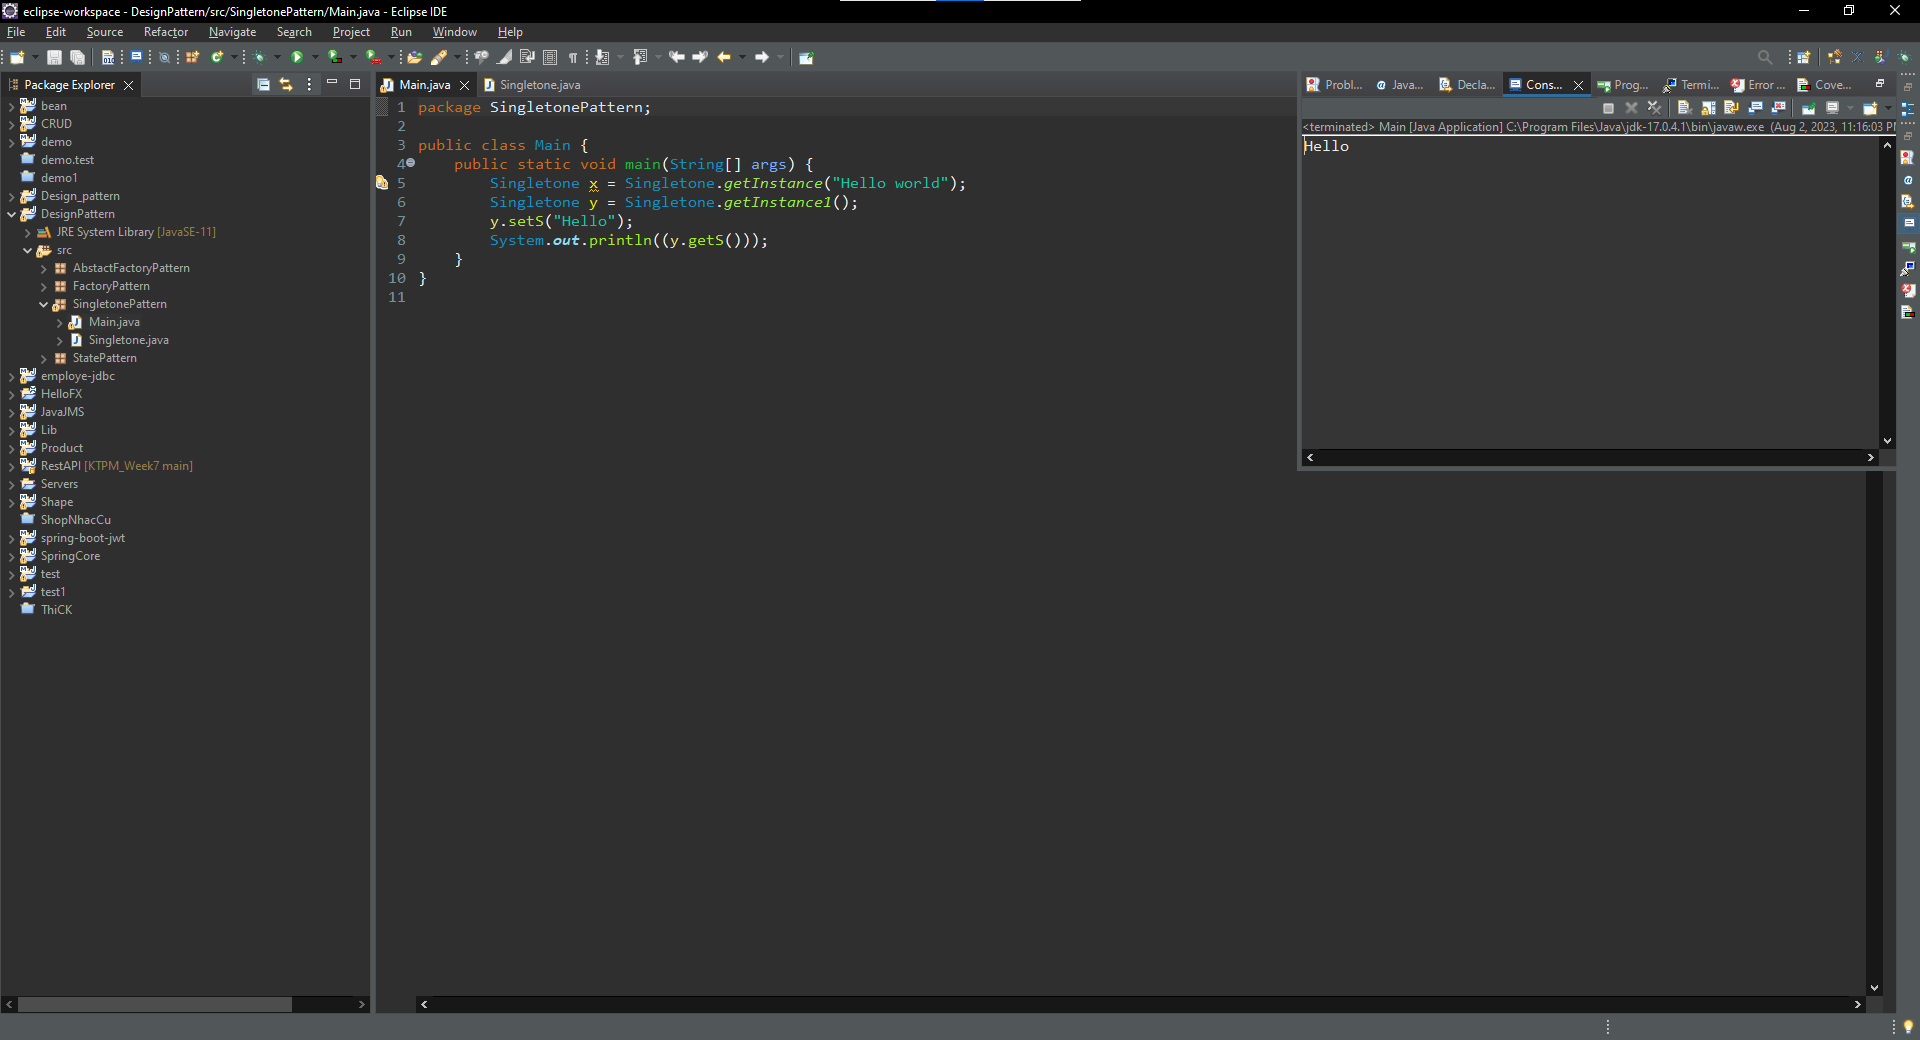 eclipse-workspace - DesignPattern/src/SingletonePattern/Main.java - Eclipse IDE
File Edit Source Refactor Navigate Search Project Run Window Help
Package Explorer
bean
CRUD
demo
demo.test
demo1
Design_pattern
DesignPattern
JRE System Library [JavaSE-11]
src
AbstactFactoryPattern
FactoryPattern
SingletonePattern
Main.java
Singletone.java
StatePattern
employe-jdbc
HelloFX
JavaJMS
Lib
Product
RestAPI [KTPM_Week7 main]
Servers
Shape
ShopNhacCu
spring-boot-jwt
SpringCore
test
test1
ThiCK
Main.java Singletone.java
1 package SingletonePattern;
2
3 public class Main {
4 public static void main(String[] args) {
5 Singletone x = Singletone.getInstance("Hello world");
6 Singletone y = Singletone.getInstance1();
7 y.setS("Hello");
8 System.out.println((y.getS()));
9 }
10 }
11
Probl... Java... Decla... Cons... Prog... Termi... Error ... Cove...
<terminated> Main [Java Application] C:\Program Files\Java\jdk-17.0.4.1\bin\javaw.exe (Aug 2, 2023, 11:16:03 P
Hello